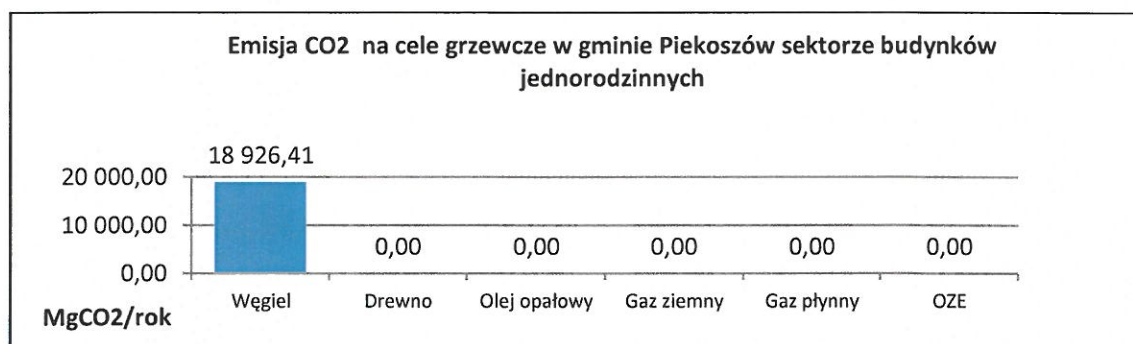 Emisja CO2 na cele grzewcze w gminie Piekoszów sektorze budynków
jednorodzinnych
18 926,41
20 000,00
10 000,00
0,00
0,00
0,00
0,00
0,00
0,00
Węgiel
Drewno
Olej opałowy
Gaz ziemny
Gaz płynny
OZE
MgCO2/rok